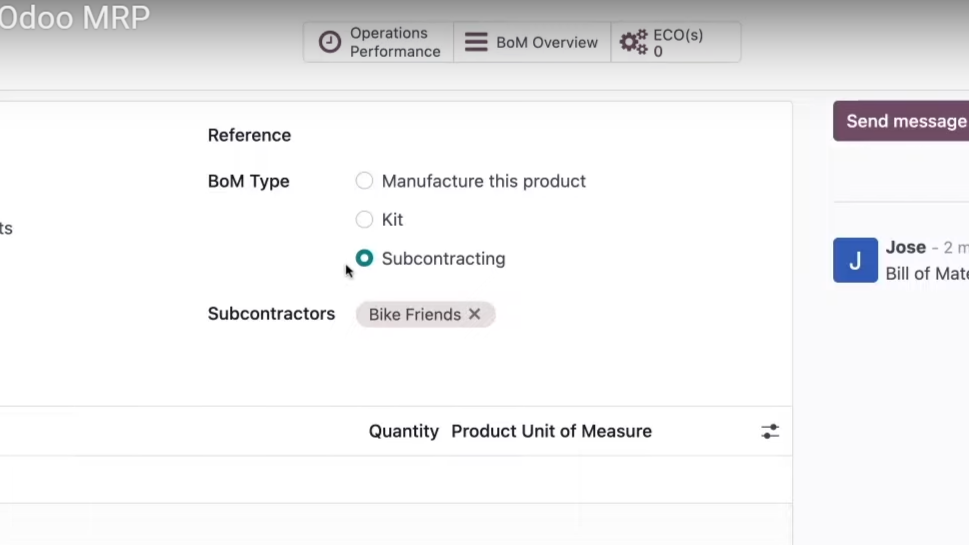 Odoo MRP
Operations
Performance
BoM Overview
ECO(s)
0
Reference
BoM Type
Manufacture this product
Kit
Subcontracting
ts
Subcontractors
Bike Friends
Quantity Product Unit of Measure
Send message
J
Jose - 2 m
Bill of Mate